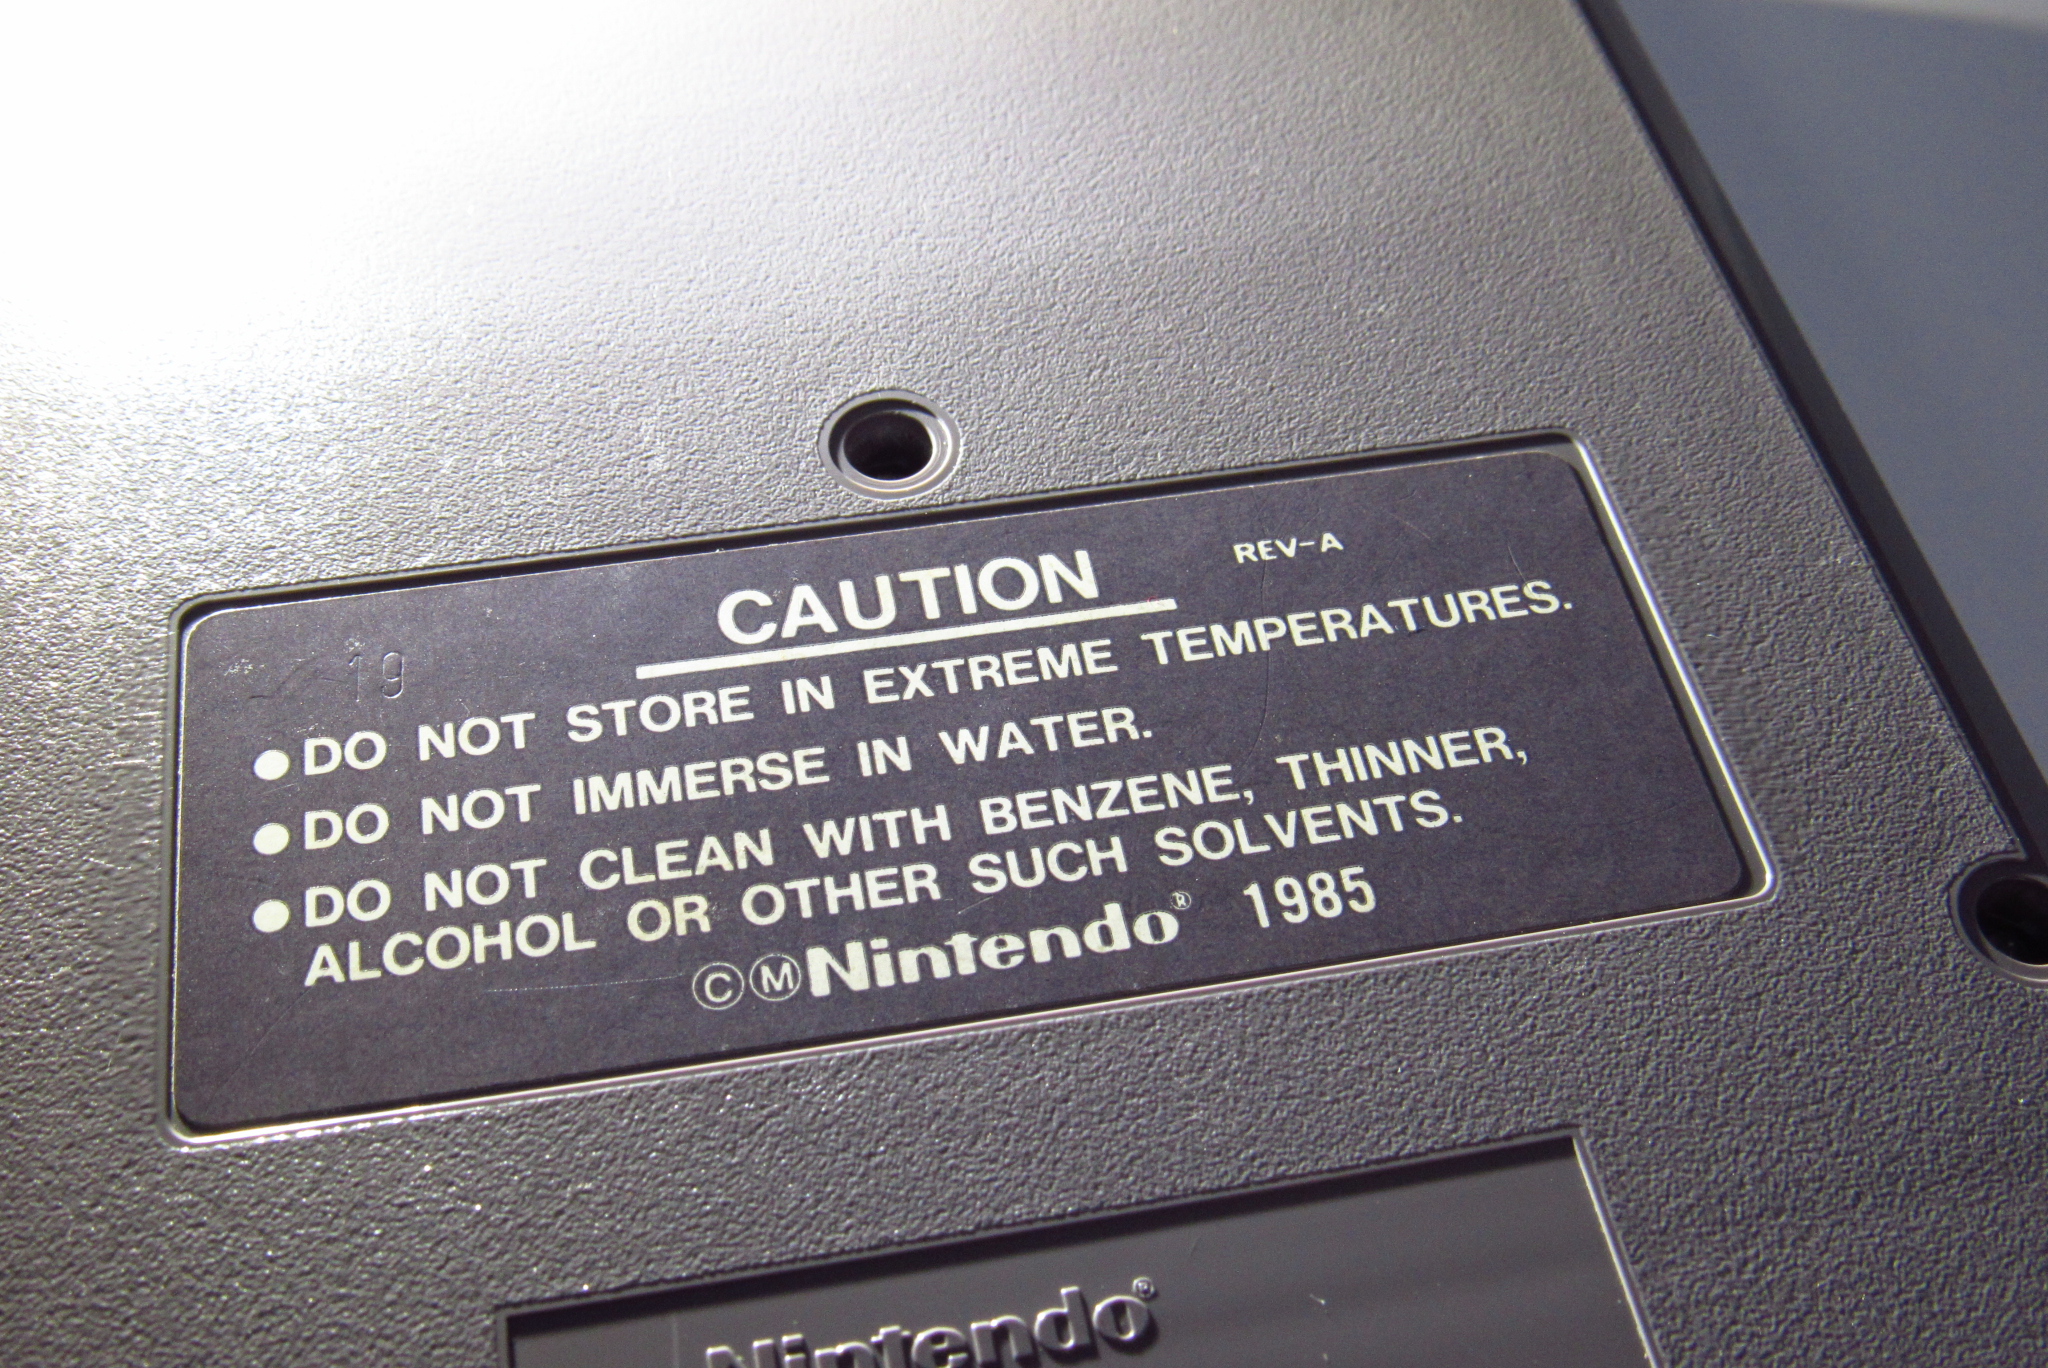 CAUTION REV-A
19
●DO NOT STORE IN EXTREME TEMPERATURES.
●DO NOT IMMERSE IN WATER.
●DO NOT CLEAN WITH BENZENE, THINNER,
ALCOHOL OR OTHER SUCH SOLVENTS.
©ⓂNintendo® 1985
Nintendo®